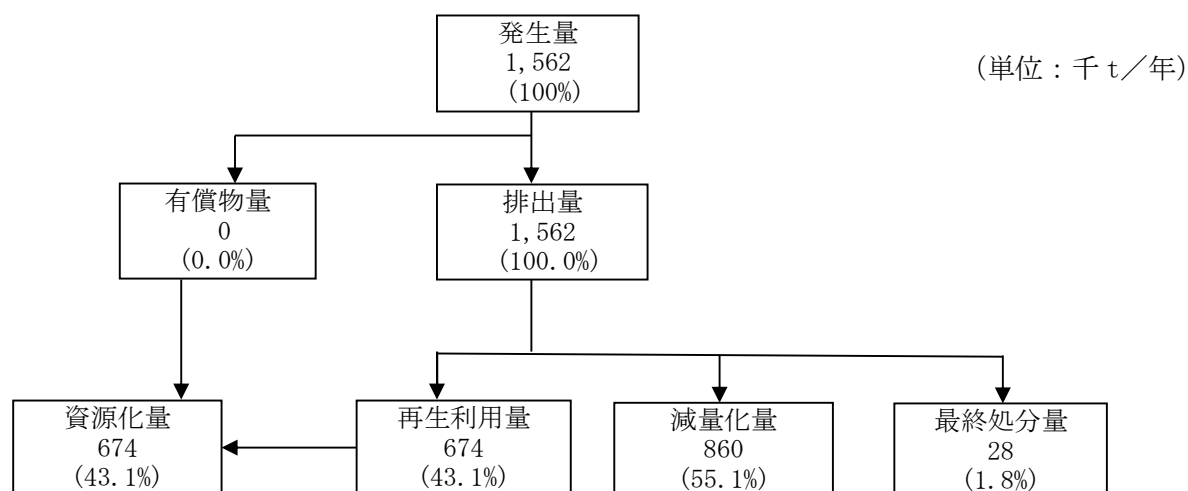 発生量
1,562
(100%)
(単位：千t／年)
有償物量
0
(0.0%)
排出量
1,562
(100.0%)
資源化量
674
(43.1%)
再生利用量
674
(43.1%)
減量化量
860
(55.1%)
最終処分量
28
(1.8%)